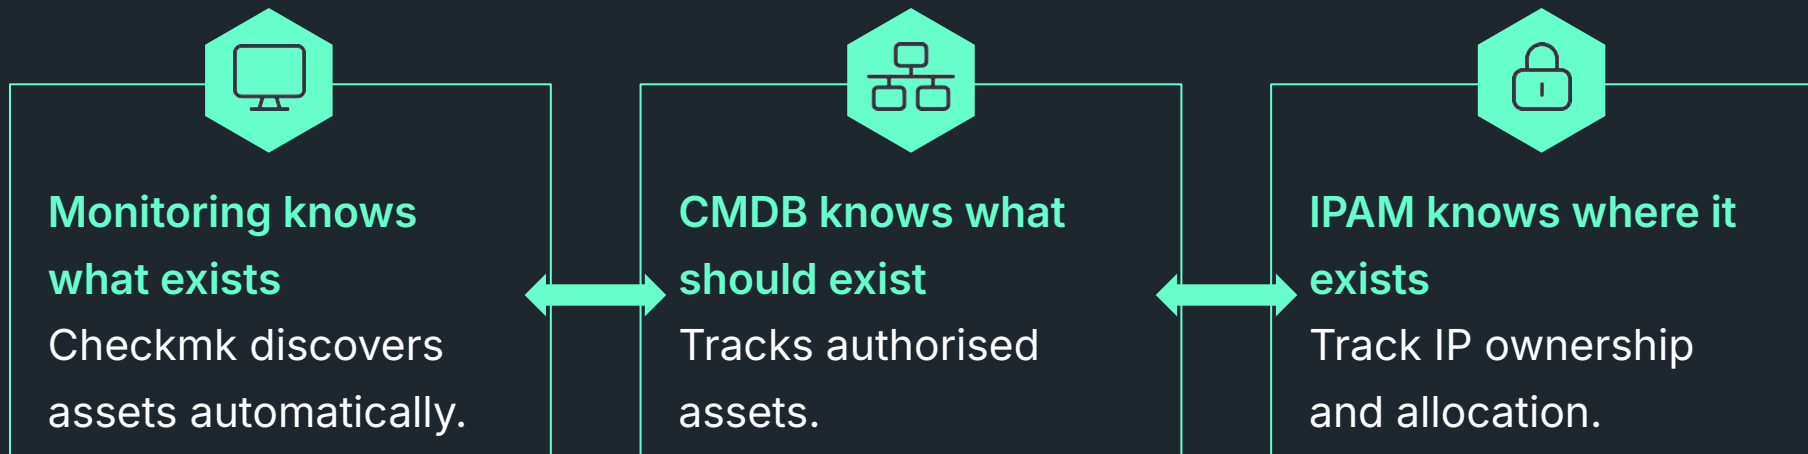 Monitoring knows
what exists
Checkmk discovers
assets automatically.
CMDB knows what
should exist
Tracks authorised
assets.
IPAM knows where it
exists
Track IP ownership
and allocation.